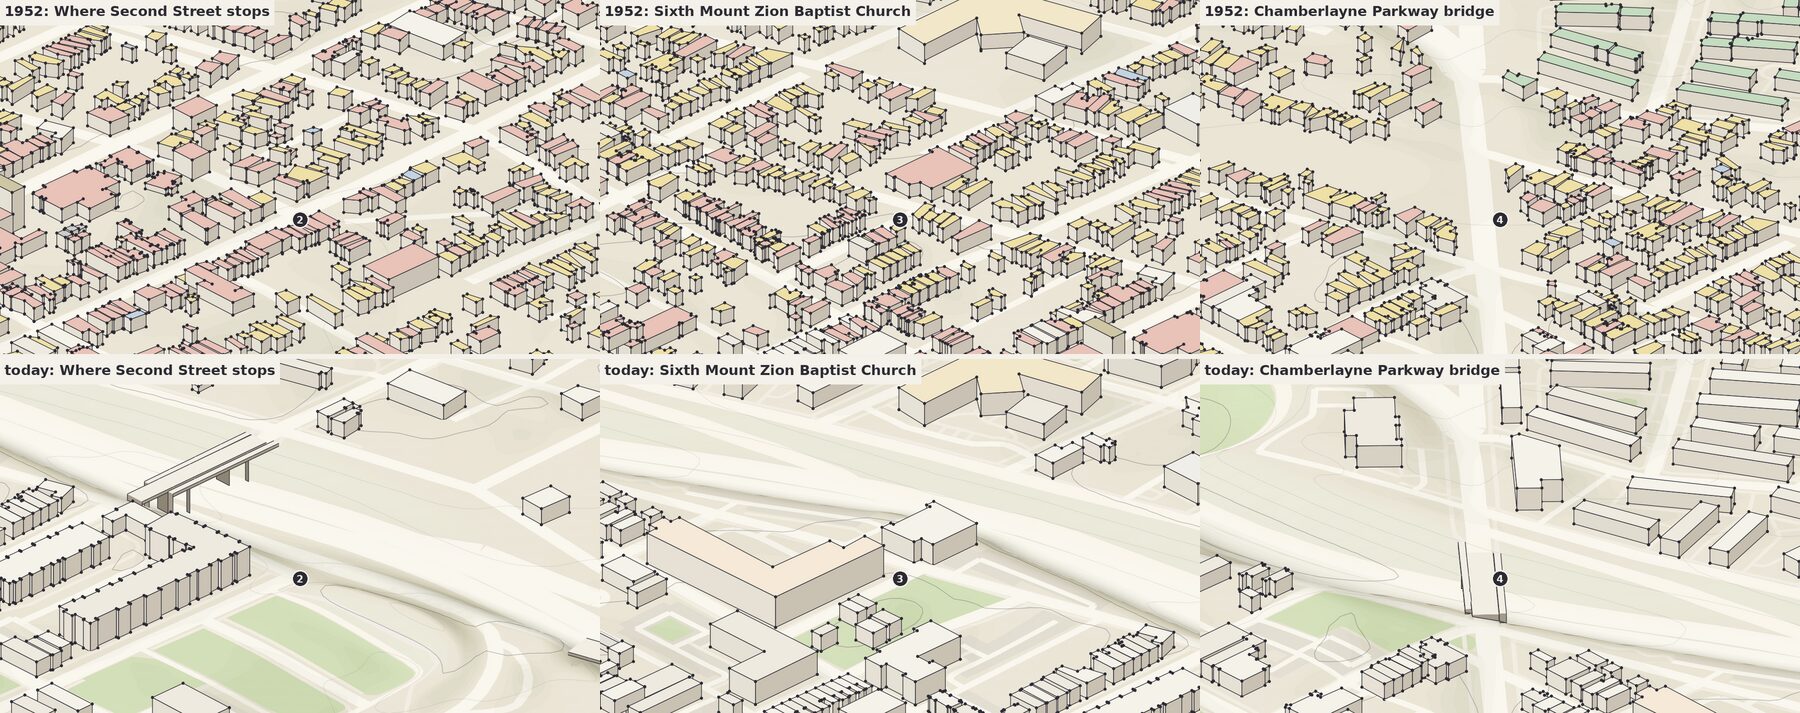 1952: Where Second Street stops
1952: Sixth Mount Zion Baptist Church
1952: Chamberlayne Parkway bridge
2
3
4
today: Where Second Street stops
today: Sixth Mount Zion Baptist Church
today: Chamberlayne Parkway bridge
2
3
4